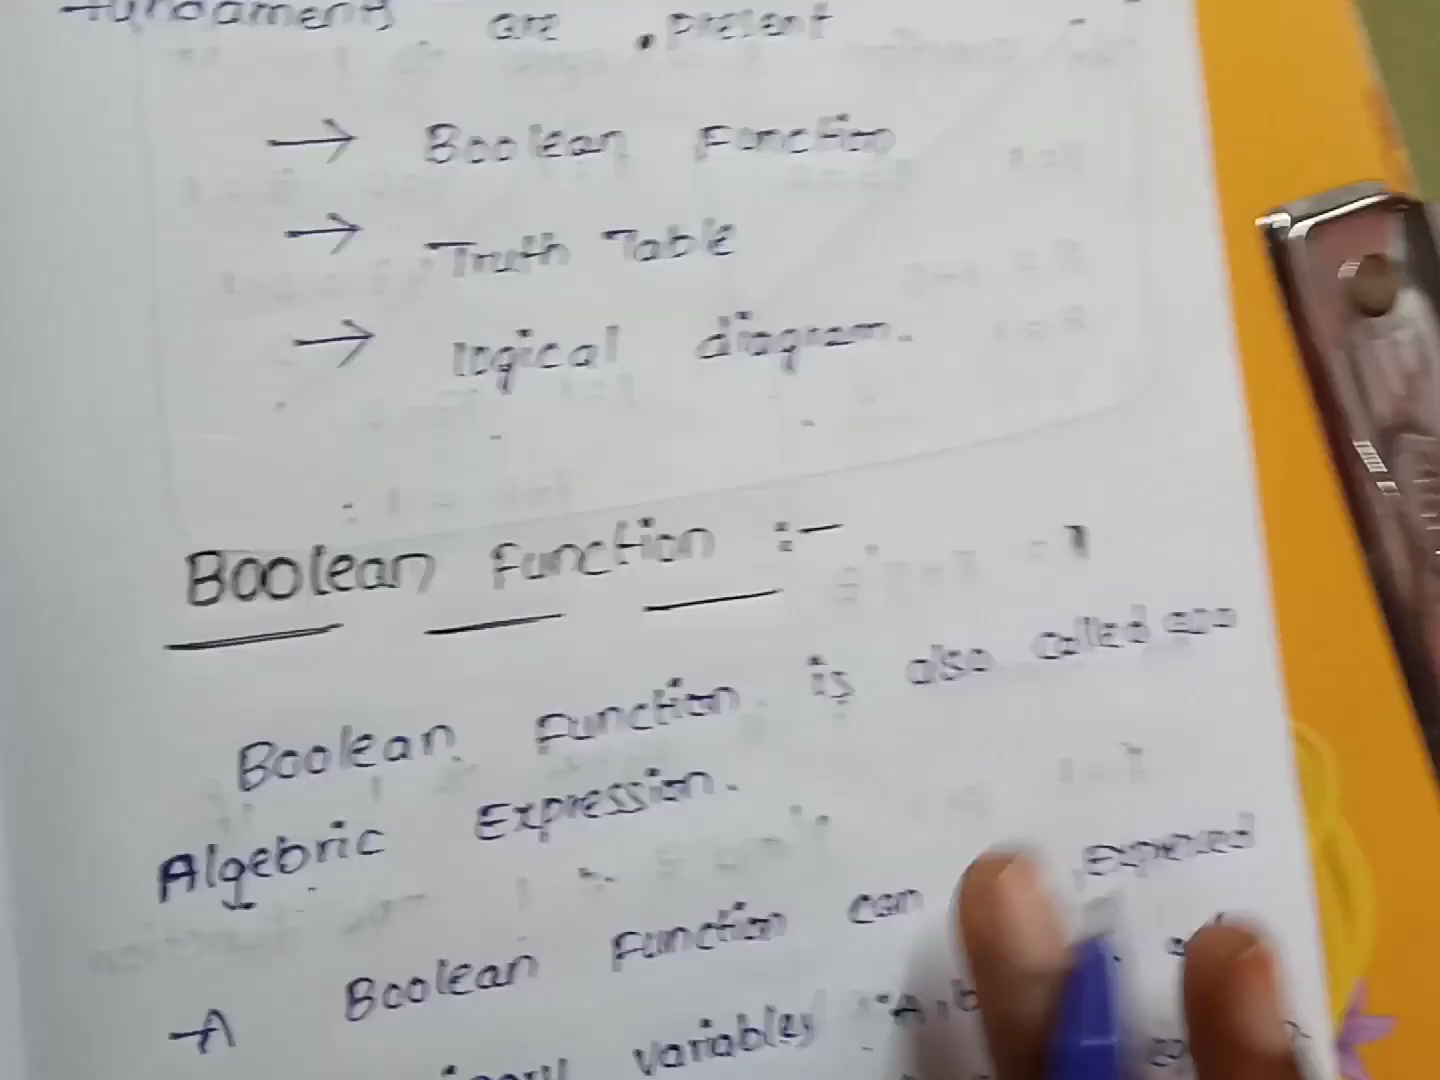 fundaments are present
→ Boolean Function
→ Truth Table
→ logical diagram.
Boolean Function :-
Boolean Function is also called
Algebric Expression.
A Boolean Function can
variables